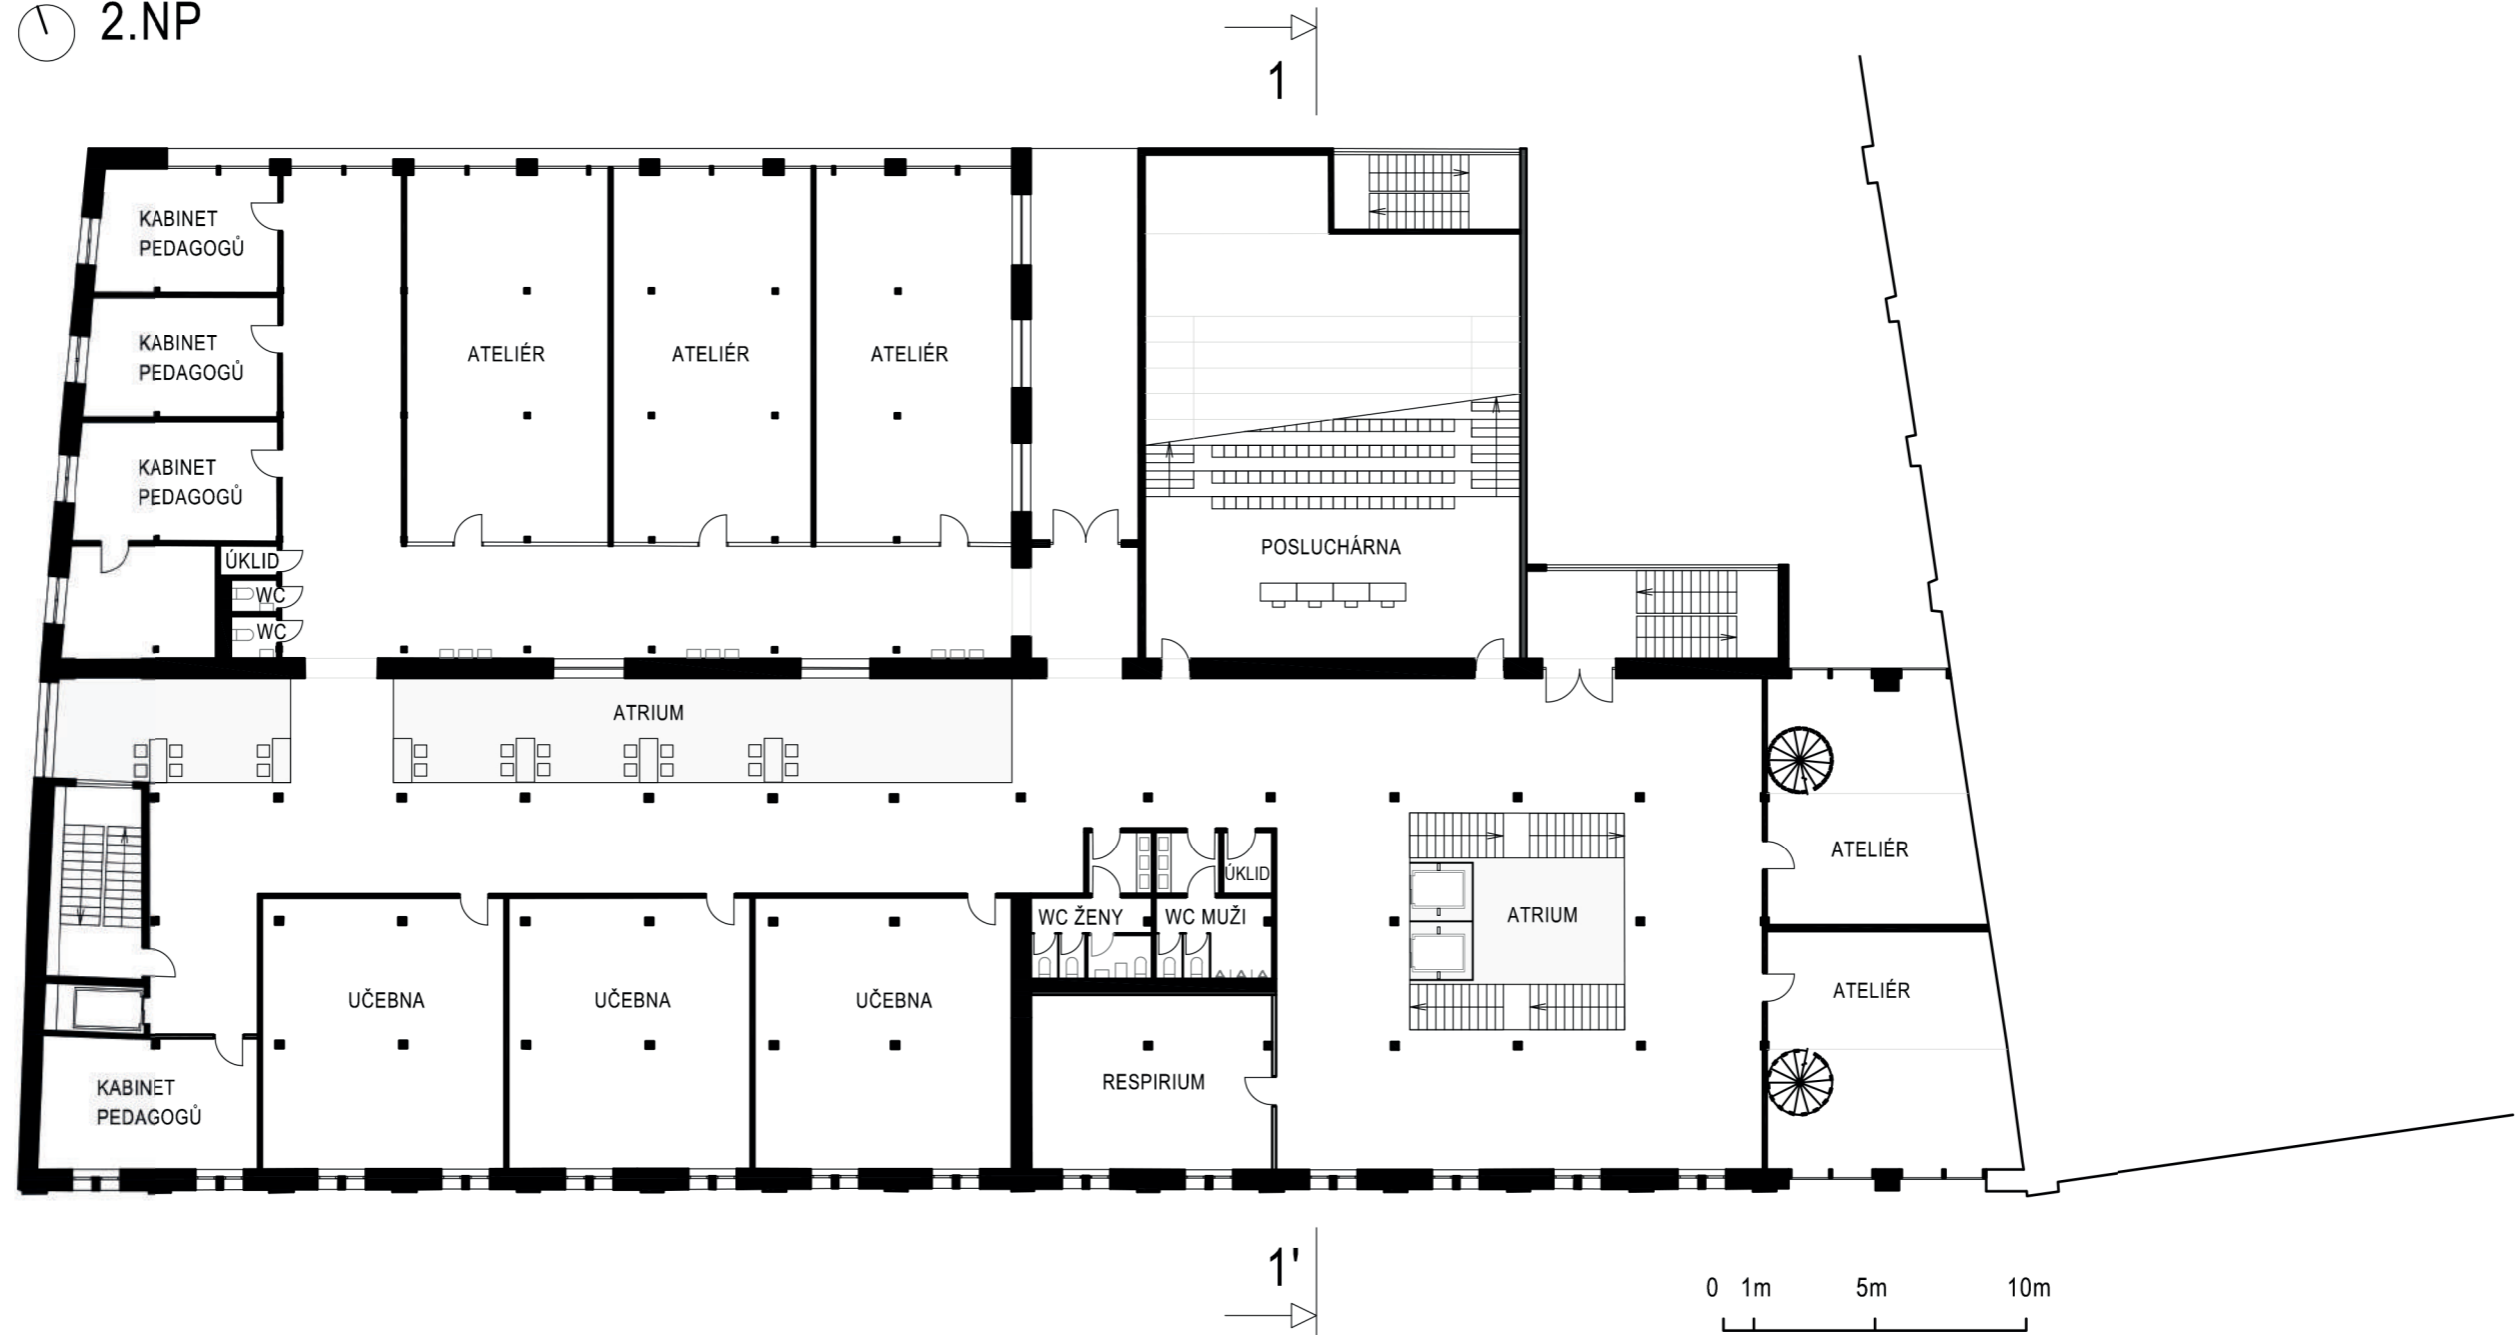 2.NP
1
KABINET
PEDAGOGŮ
KABINET
PEDAGOGŮ
ATELIÉR
ATELIÉR
ATELIÉR
KABINET
PEDAGOGŮ
POSLUCHÁRNA
ÚKLID
WC
WC
ATRIUM
ATELIÉR
ÚKLID
WC ŽENY
WC MUŽI
ATRIUM
UČEBNA
UČEBNA
UČEBNA
ATELIÉR
RESPIRIUM
KABINET
PEDAGOGŮ
1'
0 1m 5m 10m